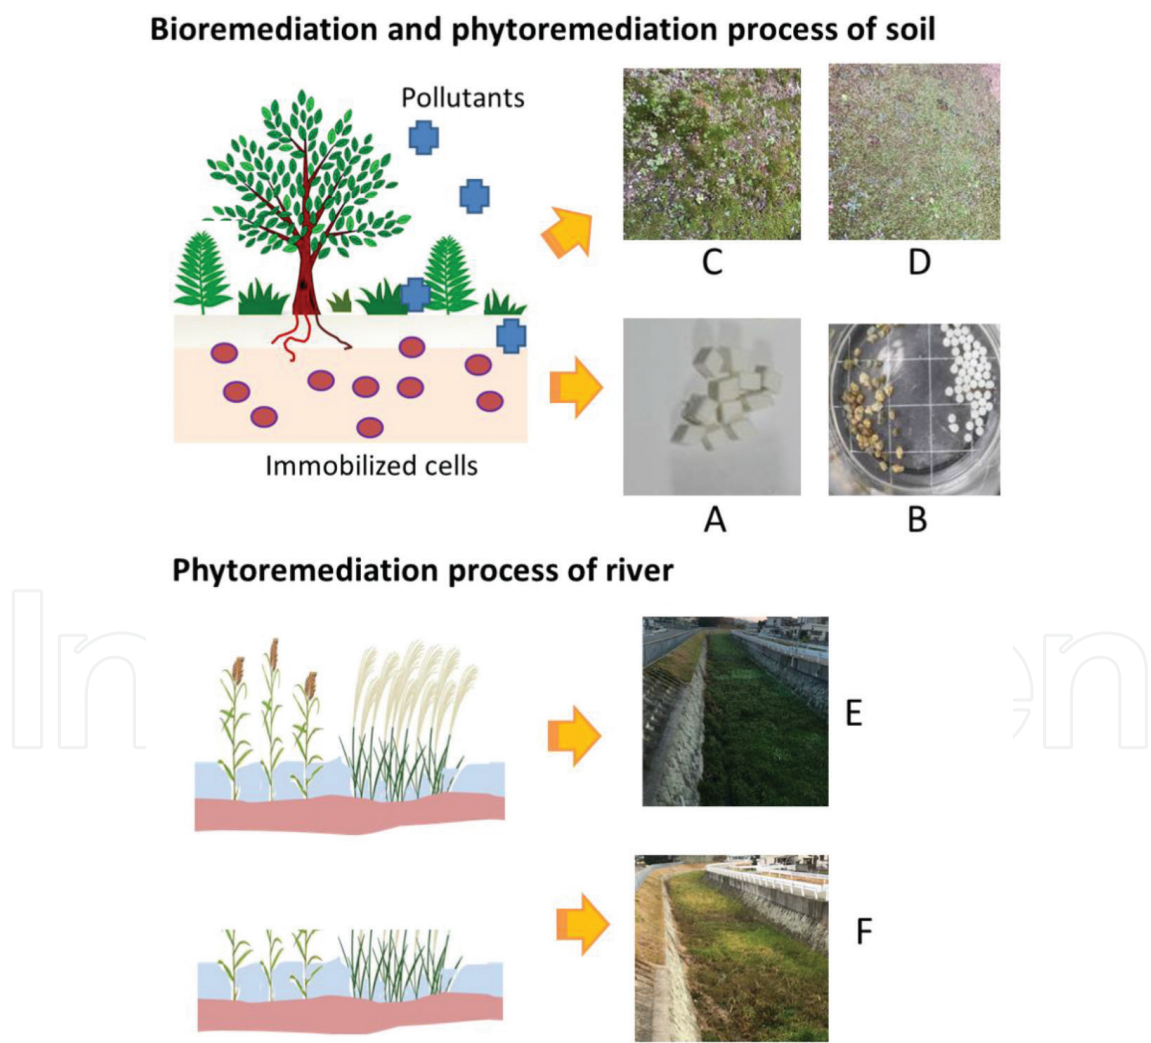 Bioremediation and phytoremediation process of soil
Pollutants
C
D
Immobilized cells
A
B
Phytoremediation process of river
E
F